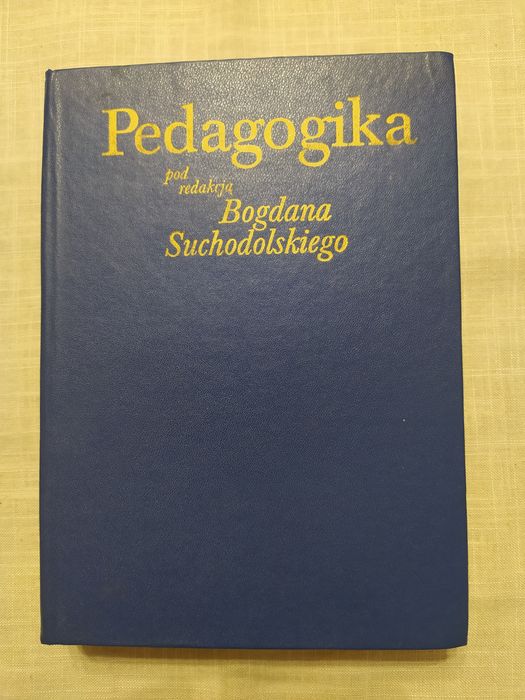 Pedagogika
pod
redakcją
Bogdana
Suchodolskiego